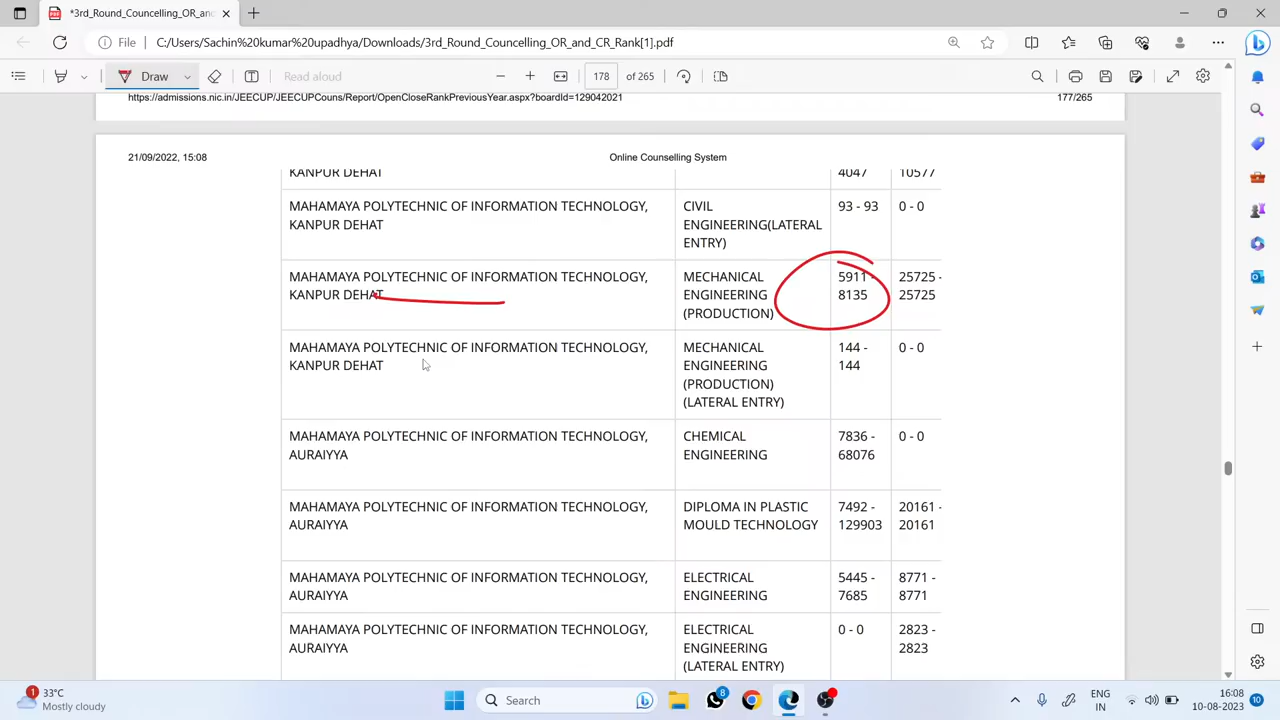 *3rd_Round_Councelling_OR_an
File
C:/Users/Sachin%20kumar%20upadhya/Downloads/3rd_Round_Councelling_OR_and_CR_Rank[1].pdf
Draw
Read aloud
178
of 265
https://admissions.nic.in/JEECUP/JEECUPCouns/Report/OpenCloseRankPreviousYear.aspx?boardId=129042021
177/265
21/09/2022, 15:08
Online Counselling System
KANPUR DEHAT
4047
10577
MAHAMAYA POLYTECHNIC OF INFORMATION TECHNOLOGY,
KANPUR DEHAT
CIVIL
ENGINEERING(LATERAL
ENTRY)
93 - 93
0 - 0
MAHAMAYA POLYTECHNIC OF INFORMATION TECHNOLOGY,
KANPUR DEHAT
MECHANICAL
ENGINEERING
(PRODUCTION)
5911 -
8135
25725 -
25725
MAHAMAYA POLYTECHNIC OF INFORMATION TECHNOLOGY,
KANPUR DEHAT
MECHANICAL
ENGINEERING
(PRODUCTION)
(LATERAL ENTRY)
144 -
144
0 - 0
MAHAMAYA POLYTECHNIC OF INFORMATION TECHNOLOGY,
AURAIYYA
CHEMICAL
ENGINEERING
7836 -
68076
0 - 0
MAHAMAYA POLYTECHNIC OF INFORMATION TECHNOLOGY,
AURAIYYA
DIPLOMA IN PLASTIC
MOULD TECHNOLOGY
7492 -
129903
20161 -
20161
MAHAMAYA POLYTECHNIC OF INFORMATION TECHNOLOGY,
AURAIYYA
ELECTRICAL
ENGINEERING
5445 -
7685
8771 -
8771
MAHAMAYA POLYTECHNIC OF INFORMATION TECHNOLOGY,
AURAIYYA
ELECTRICAL
ENGINEERING
(LATERAL ENTRY)
0 - 0
2823 -
2823
1
33°C
Mostly cloudy
Search
8
ENG
IN
16:08
10-08-2023
10